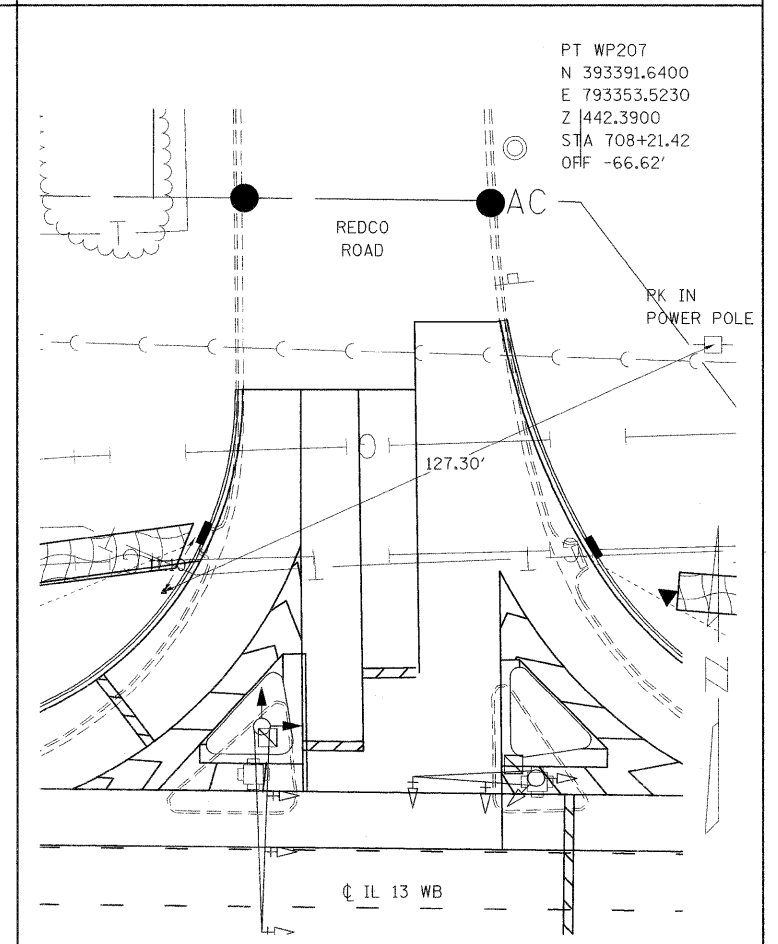 PT WP207
N 393391.6400
E 793353.5230
Z 442.3900
STA 708+21.42
OFF -66.62'
AC
REDCO
ROAD
PK IN
POWER POLE
127.30'
Z
℄ IL 13 WB